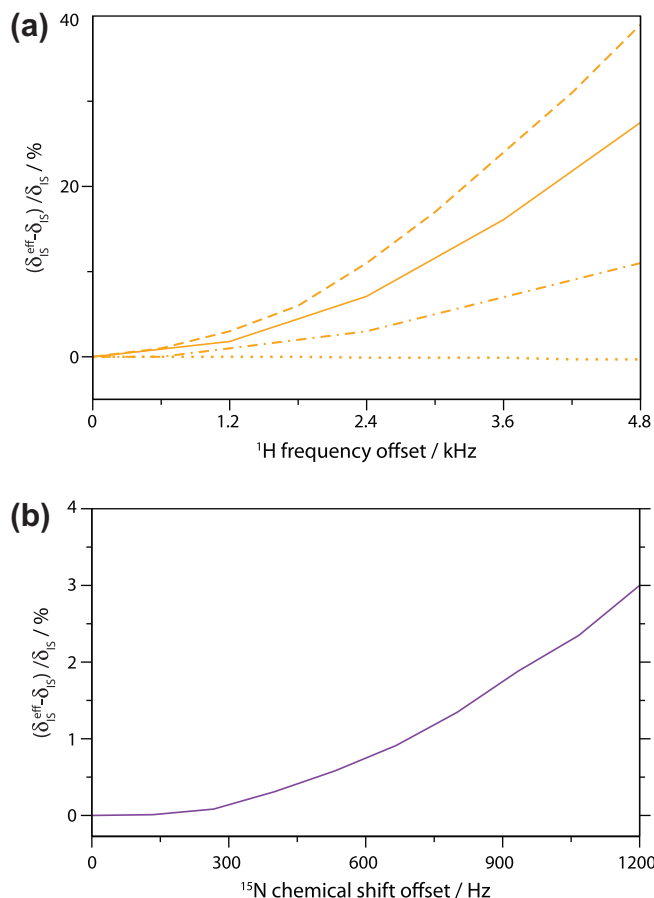 (a)
40
20
0
(δ_IS^eff-δ_IS) /δ_IS / %
0 1.2 2.4 3.6 4.8
¹H frequency offset / kHz
(b)
4
3
2
1
0
(δ_IS^eff-δ_IS) /δ_IS / %
0 300 600 900 1200
¹⁵N chemical shift offset / Hz